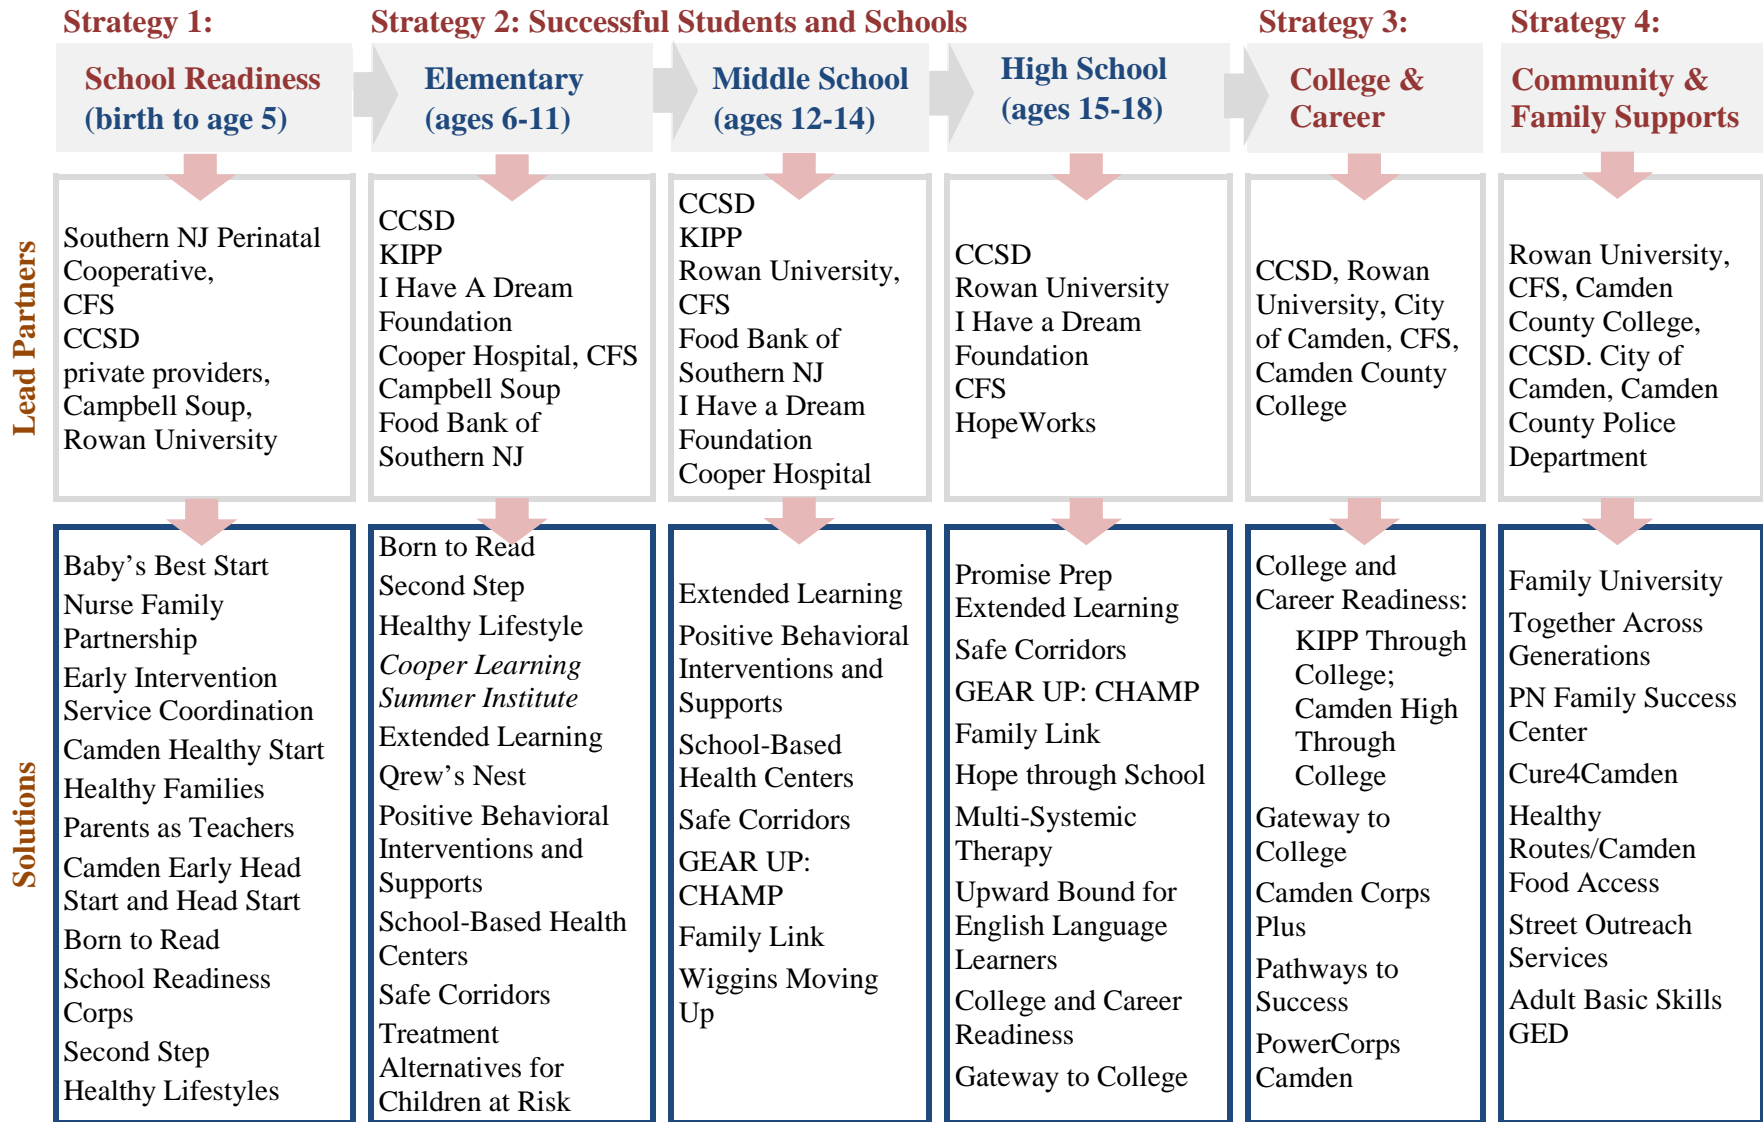 Strategy 1:
Strategy 2: Successful Students and Schools
Strategy 3:
Strategy 4:
School Readiness
(birth to age 5)
Elementary
(ages 6-11)
Middle School
(ages 12-14)
High School
(ages 15-18)
College &
Career
Community &
Family Supports
Lead Partners
Southern NJ Perinatal
Cooperative,
CFS
CCSD
private providers,
Campbell Soup,
Rowan University
CCSD
KIPP
I Have A Dream
Foundation
Cooper Hospital, CFS
Campbell Soup
Food Bank of
Southern NJ
CCSD
KIPP
Rowan University,
CFS
Food Bank of
Southern NJ
I Have a Dream
Foundation
Cooper Hospital
CCSD
Rowan University
I Have a Dream
Foundation
CFS
HopeWorks
CCSD, Rowan
University, City
of Camden, CFS,
Camden County
College
Rowan University,
CFS, Camden
County College,
CCSD. City of
Camden, Camden
County Police
Department
Solutions
Baby’s Best Start
Nurse Family
Partnership
Early Intervention
Service Coordination
Camden Healthy Start
Healthy Families
Parents as Teachers
Camden Early Head
Start and Head Start
Born to Read
School Readiness
Corps
Second Step
Healthy Lifestyles
Born to Read
Second Step
Healthy Lifestyle
Cooper Learning
Summer Institute
Extended Learning
Qrew’s Nest
Positive Behavioral
Interventions and
Supports
School-Based Health
Centers
Safe Corridors
Treatment
Alternatives for
Children at Risk
Extended Learning
Positive Behavioral
Interventions and
Supports
School-Based
Health Centers
Safe Corridors
GEAR UP:
CHAMP
Family Link
Wiggins Moving
Up
Promise Prep
Extended Learning
Safe Corridors
GEAR UP: CHAMP
Family Link
Hope through School
Multi-Systemic
Therapy
Upward Bound for
English Language
Learners
College and Career
Readiness
Gateway to College
College and
Career Readiness:
KIPP Through
College;
Camden High
Through
College
Gateway to
College
Camden Corps
Plus
Pathways to
Success
PowerCorps
Camden
Family University
Together Across
Generations
PN Family Success
Center
Cure4Camden
Healthy
Routes/Camden
Food Access
Street Outreach
Services
Adult Basic Skills
GED